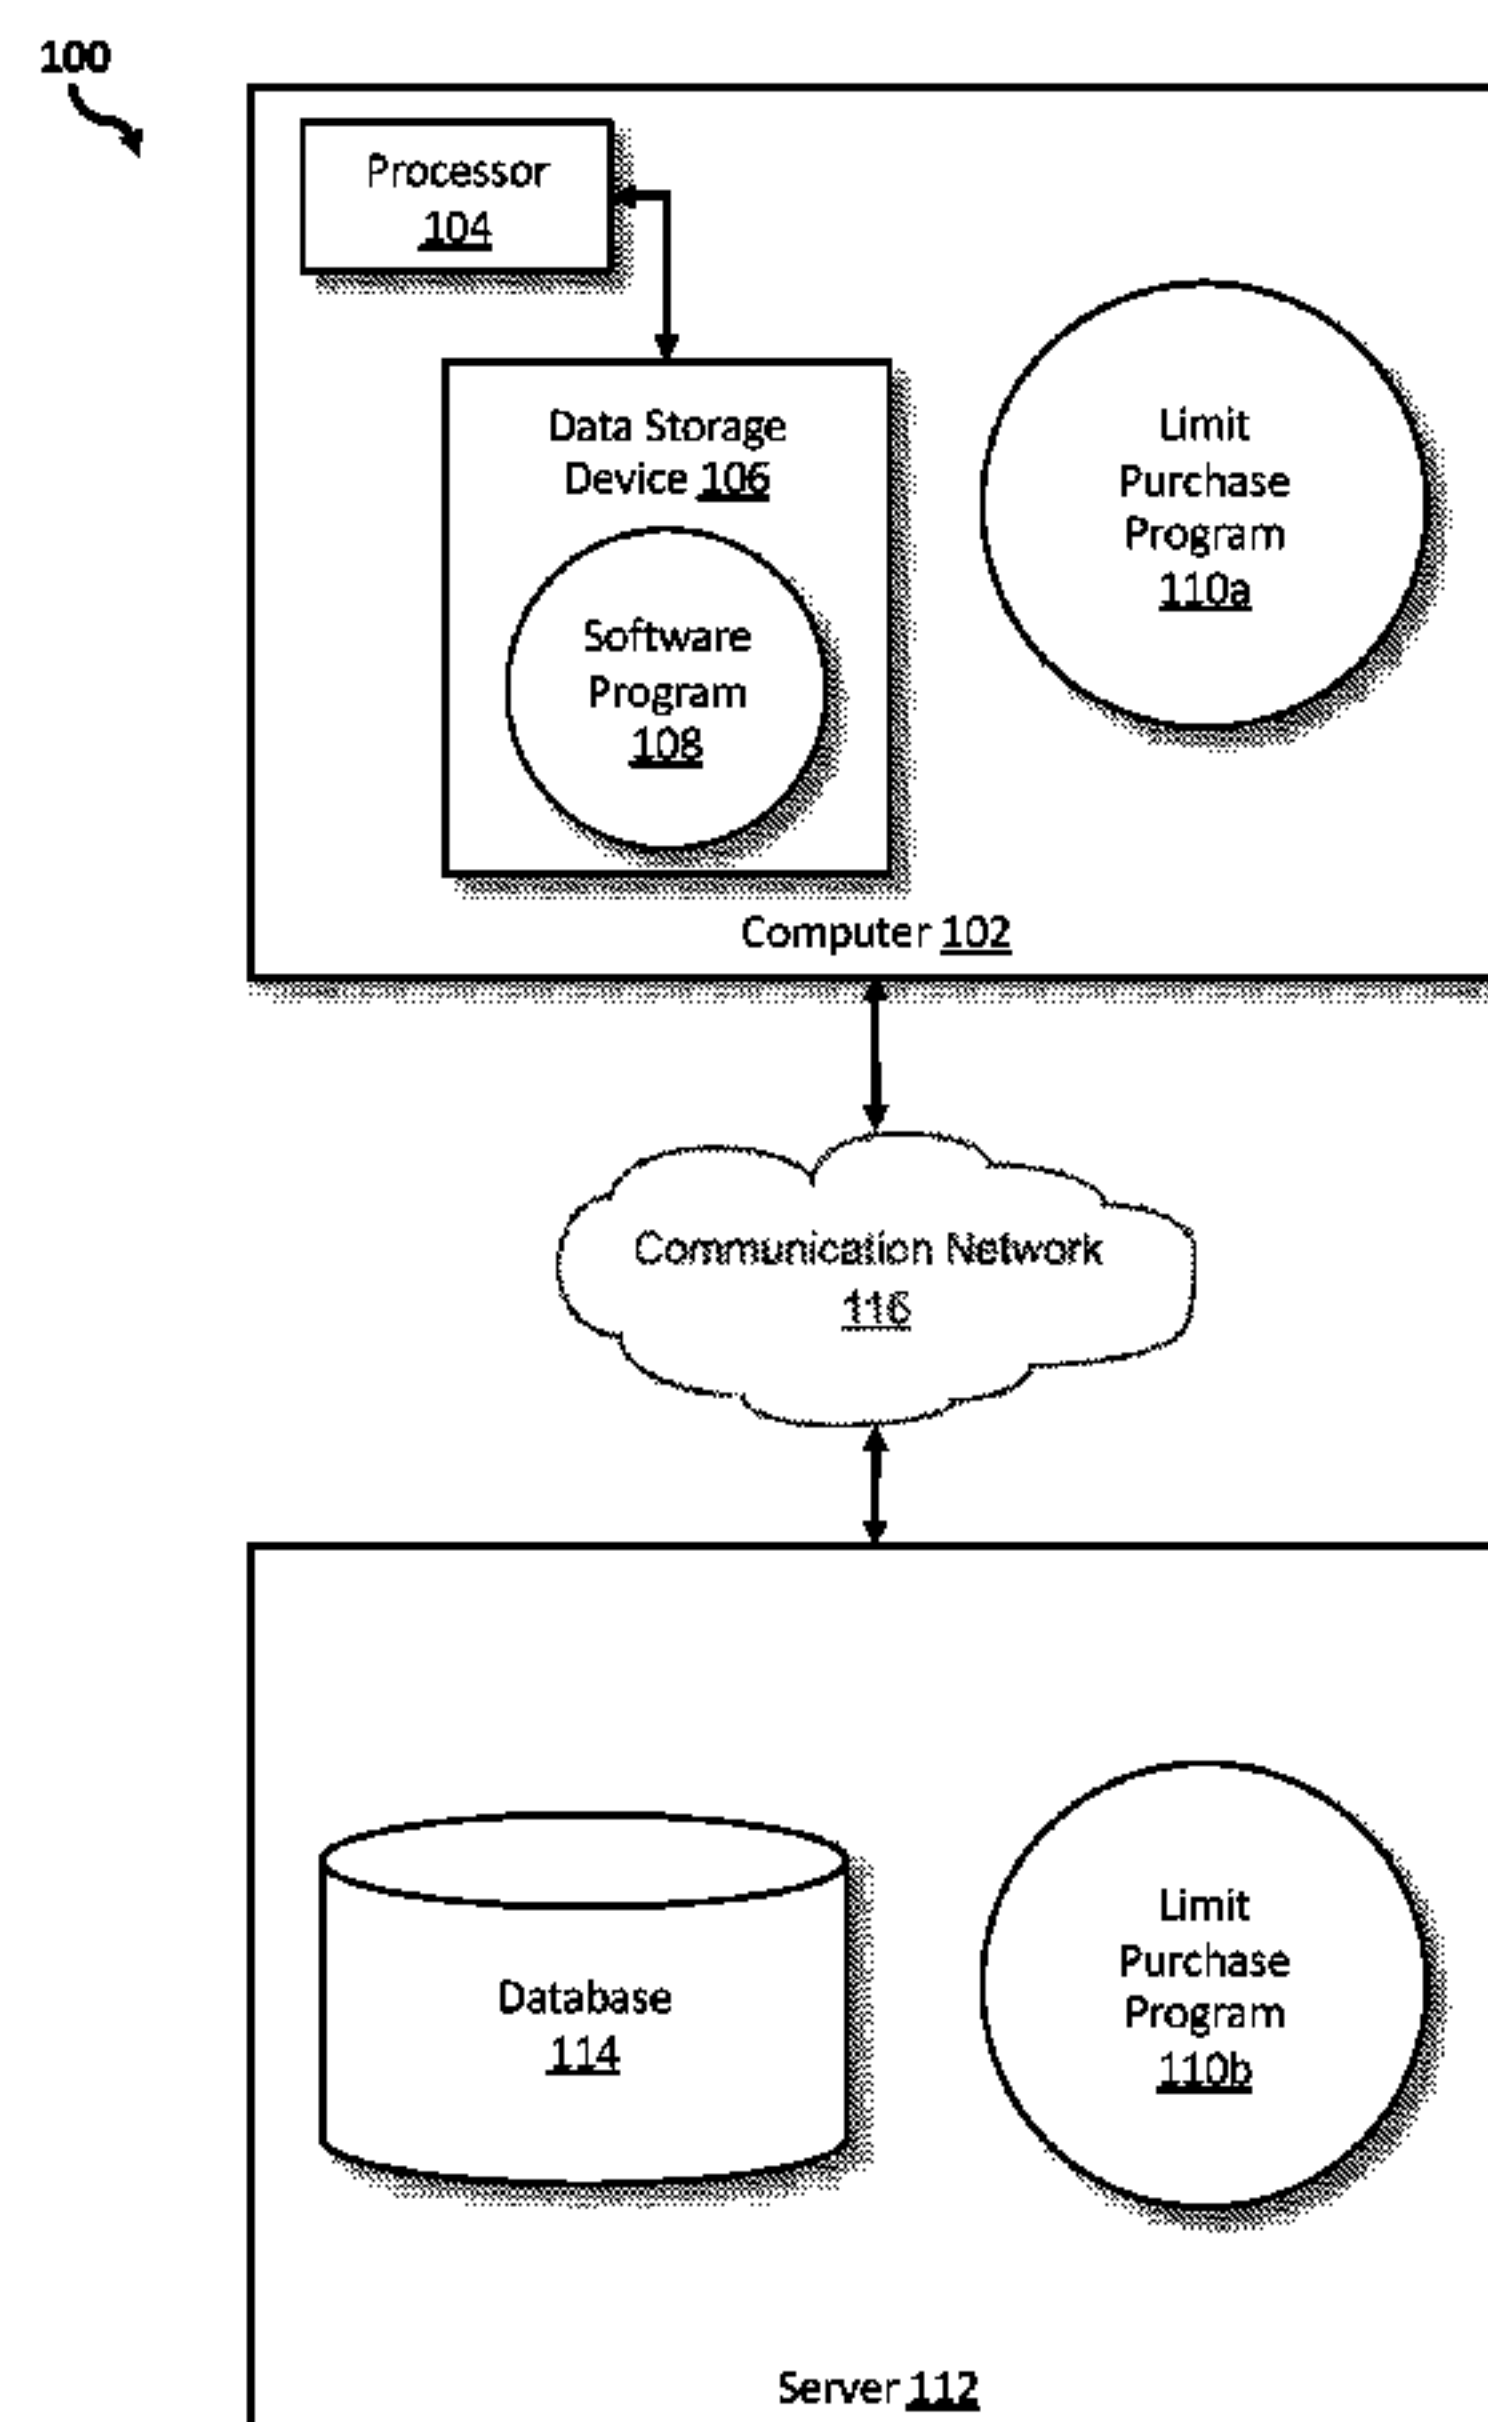 100
Processor
104
Data Storage
Device 106
Software
Program
108
Limit
Purchase
Program
110a
Computer 102
Communication Network
116
Database
114
Limit
Purchase
Program
110b
Server 112